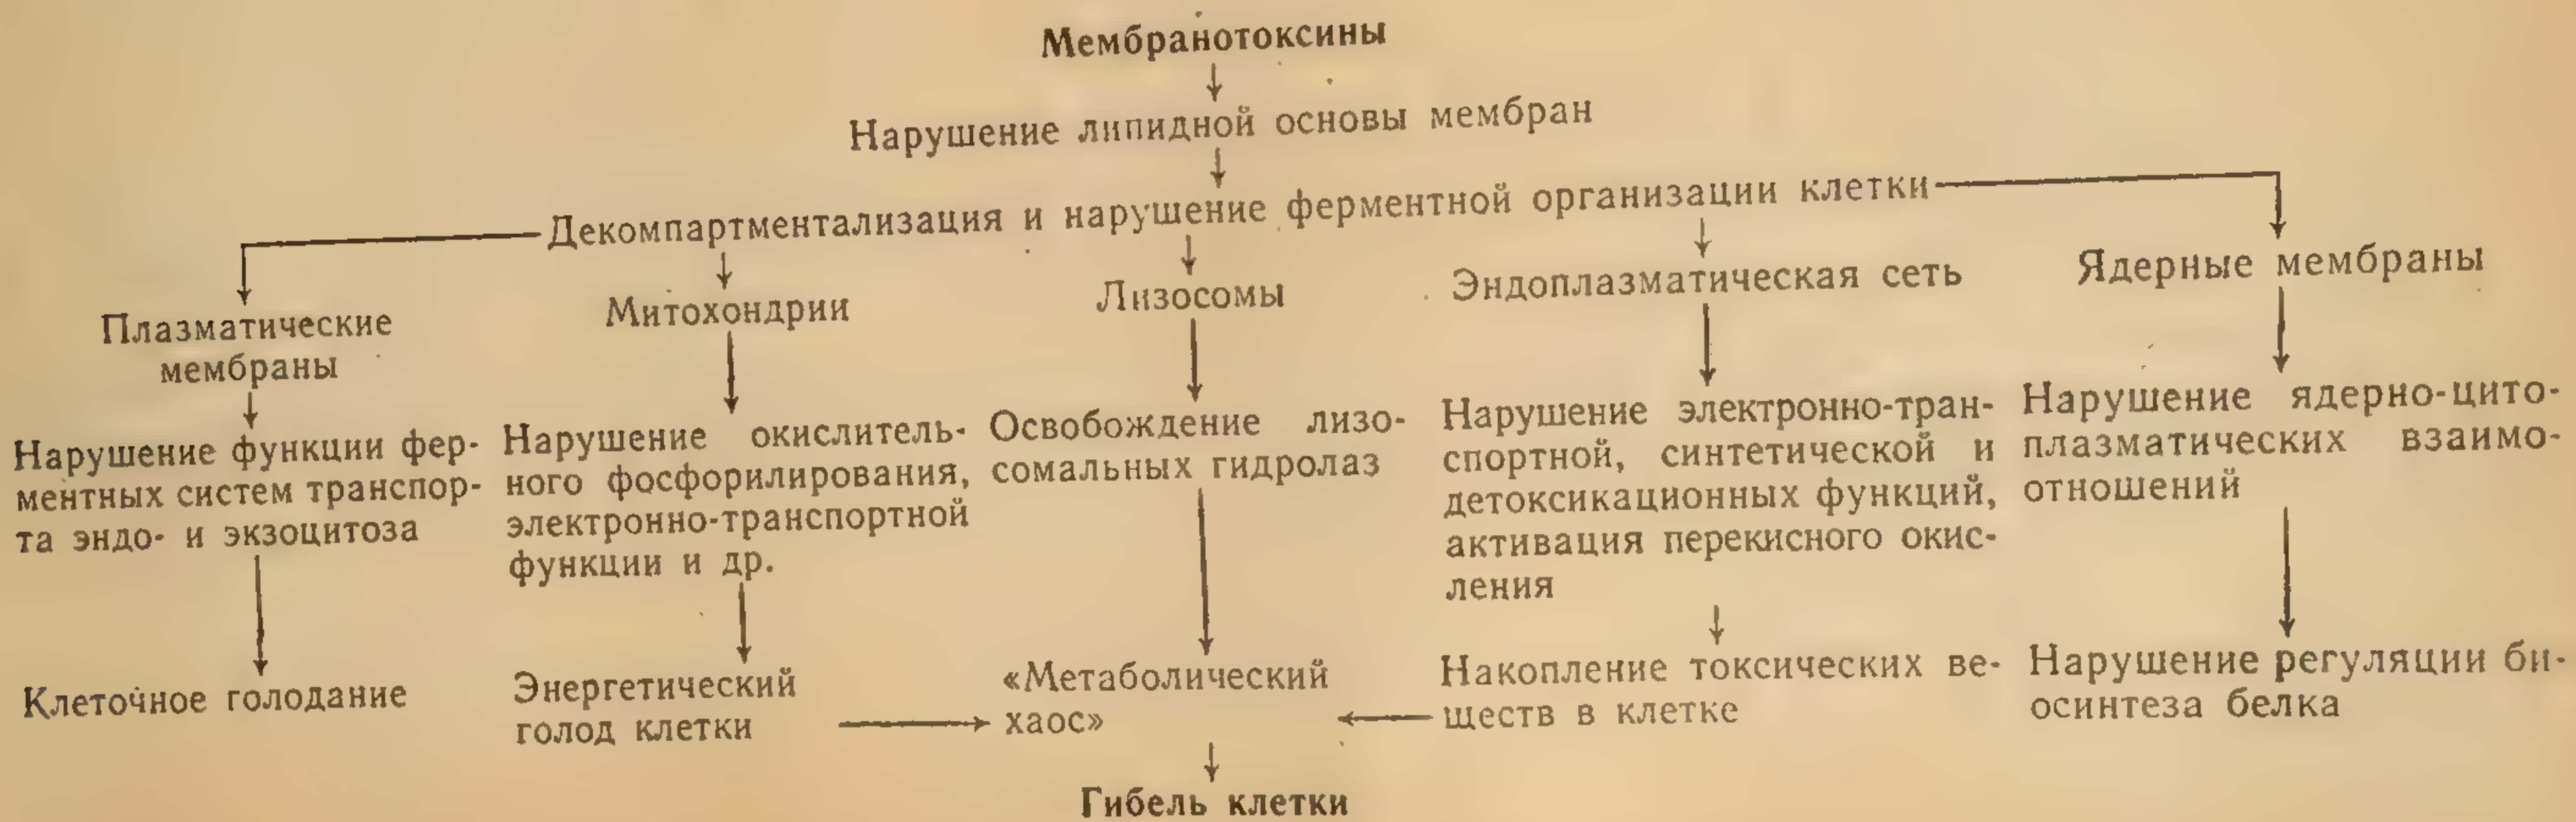 Мембранотоксины
Нарушение липидной основы мембран
Декомпартментализация и нарушение ферментной организации клетки
Плазматические
мембраны
Митохондрии
Лизосомы
Эндоплазматическая сеть
Ядерные мембраны
Нарушение функции фер-
ментных систем транспор-
та эндо- и экзоцитоза
Нарушение окислитель-
ного фосфорилирования,
электронно-транспортной
функции и др.
Освобождение лизо-
сомальных гидролаз
Нарушение электронно-тран-
спортной, синтетической и
детоксикационных функций,
активация перекисного окис-
ления
Нарушение ядерно-цито-
плазматических взаимо-
отношений
Клеточное голодание
Энергетический
голод клетки
«Метаболический
хаос»
Накопление токсических ве-
ществ в клетке
Нарушение регуляции би-
осинтеза белка
Гибель клетки